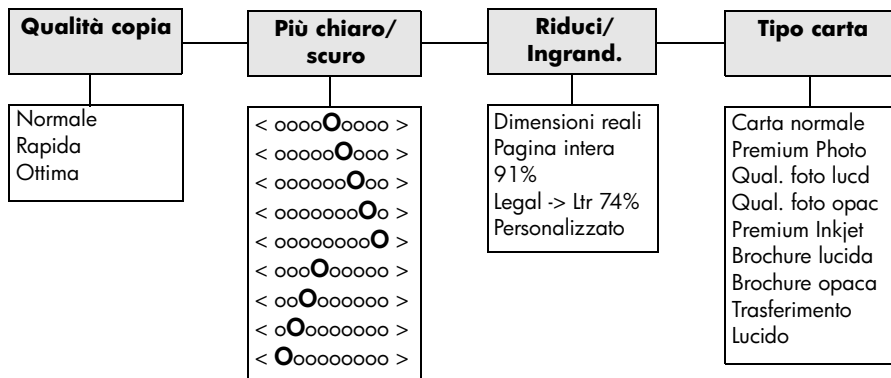 Qualità copia
Più chiaro/
scuro
Riduci/
Ingrand.
Tipo carta
Normale
Rapida
Ottima
< ooooOoooo >
< oooooOooo >
< ooooooOoo >
< oooooooOo >
< ooooooooO >
< oooOooooo >
< ooOoooooo >
< oOooooooo >
< Ooooooooo >
Dimensioni reali
Pagina intera
91%
Legal -> Ltr 74%
Personalizzato
Carta normale
Premium Photo
Qual. foto lucd
Qual. foto opac
Premium Inkjet
Brochure lucida
Brochure opaca
Trasferimento
Lucido